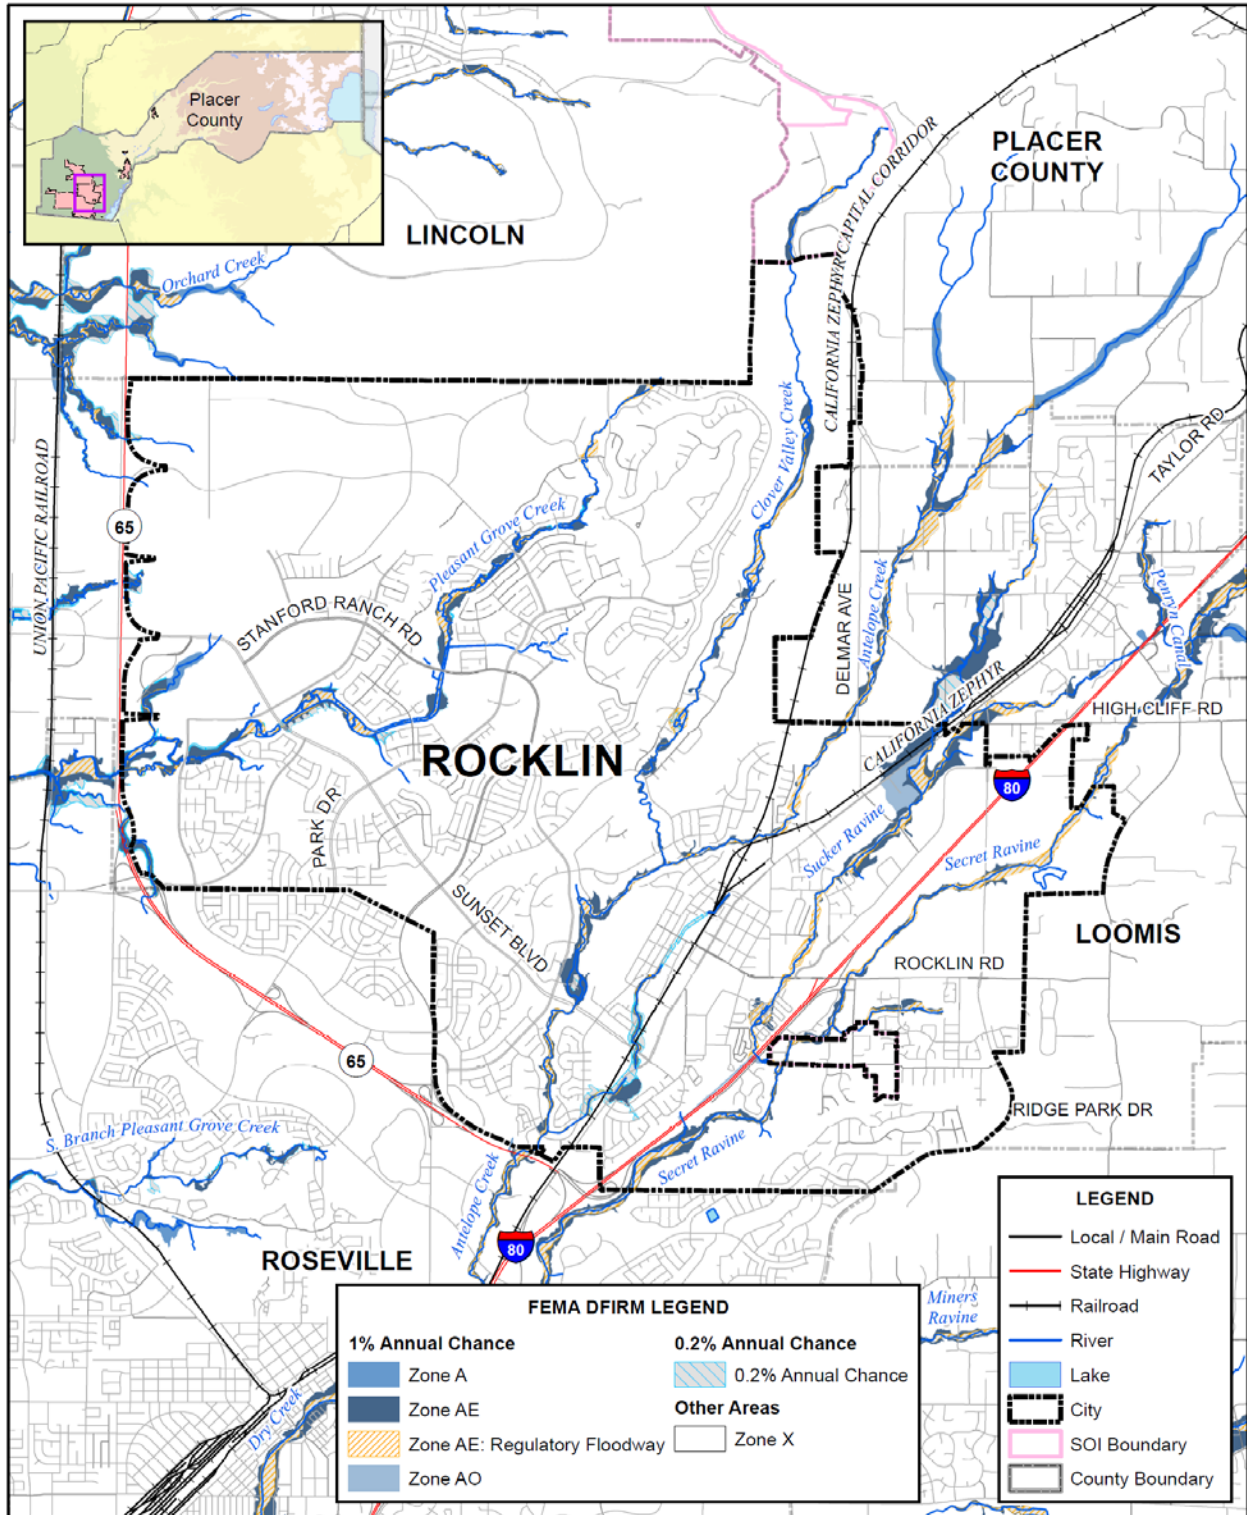 Placer
County
PLACER
COUNTY
LINCOLN
CALIFORNIA ZEPHYR/CAPITAL CORRIDOR
Orchard Creek
Clover Valley Creek
TAYLOR RD
UNION PACIFIC RAILROAD
65
Pleasant Grove Creek
STANFORD RANCH RD
DELMAR AVE
Antelope Creek
Penryn Canal
CALIFORNIA ZEPHYR
HIGH CLIFF RD
ROCKLIN
80
PARK DR
Sucker Ravine
Secret Ravine
SUNSET BLVD
LOOMIS
ROCKLIN RD
65
RIDGE PARK DR
S. Branch Pleasant Grove Creek
Secret Ravine
Antelope Creek
80
ROSEVILLE
Miners
Ravine
Dry Creek
FEMA DFIRM LEGEND
1% Annual Chance
Zone A
Zone AE
Zone AE: Regulatory Floodway
Zone AO
0.2% Annual Chance
0.2% Annual Chance
Other Areas
Zone X
LEGEND
Local / Main Road
State Highway
Railroad
River
Lake
City
SOI Boundary
County Boundary